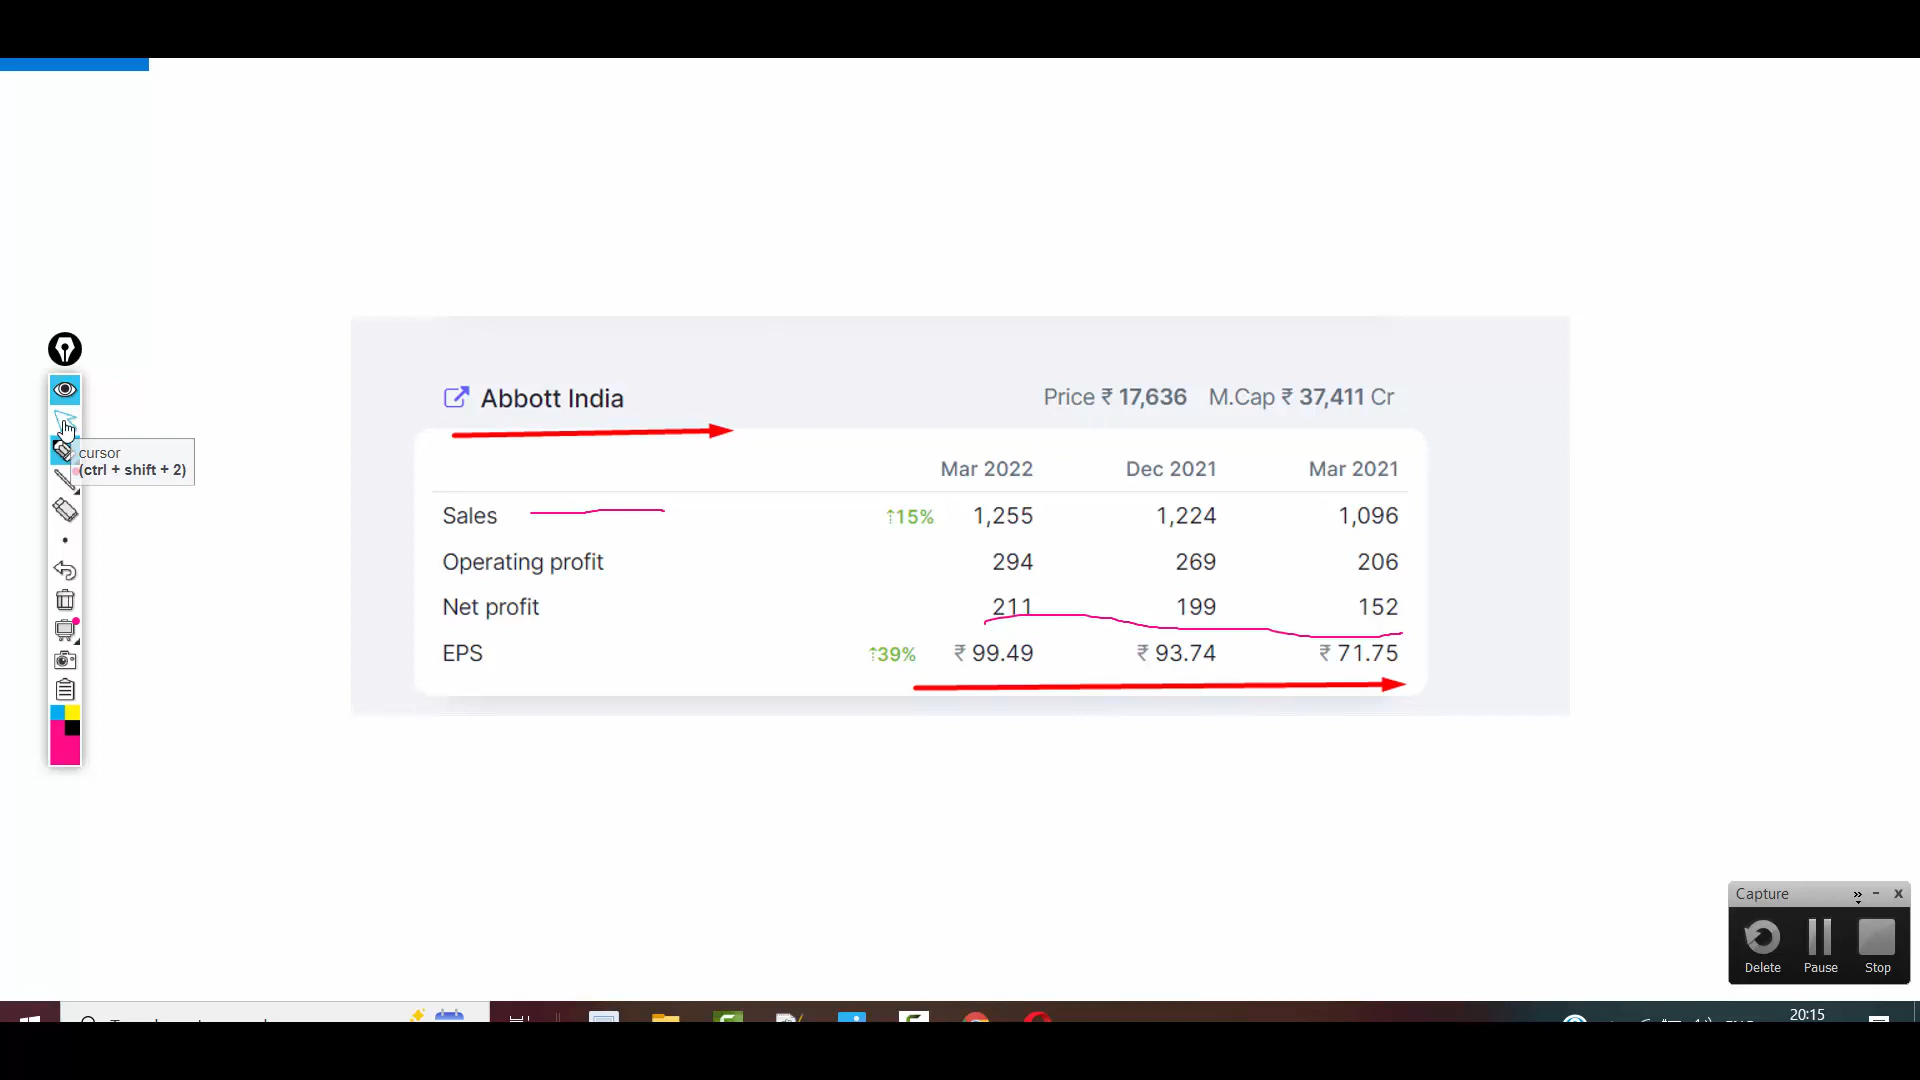 Abbott India Price ₹ 17,636 M.Cap ₹ 37,411 Cr
Mar 2022 Dec 2021 Mar 2021
Sales ⇡15% 1,255 1,224 1,096
Operating profit 294 269 206
Net profit 211 199 152
EPS ⇡39% ₹ 99.49 ₹ 93.74 ₹ 71.75
cursor
(ctrl + shift + 2)
Capture
Delete Pause Stop
20:15